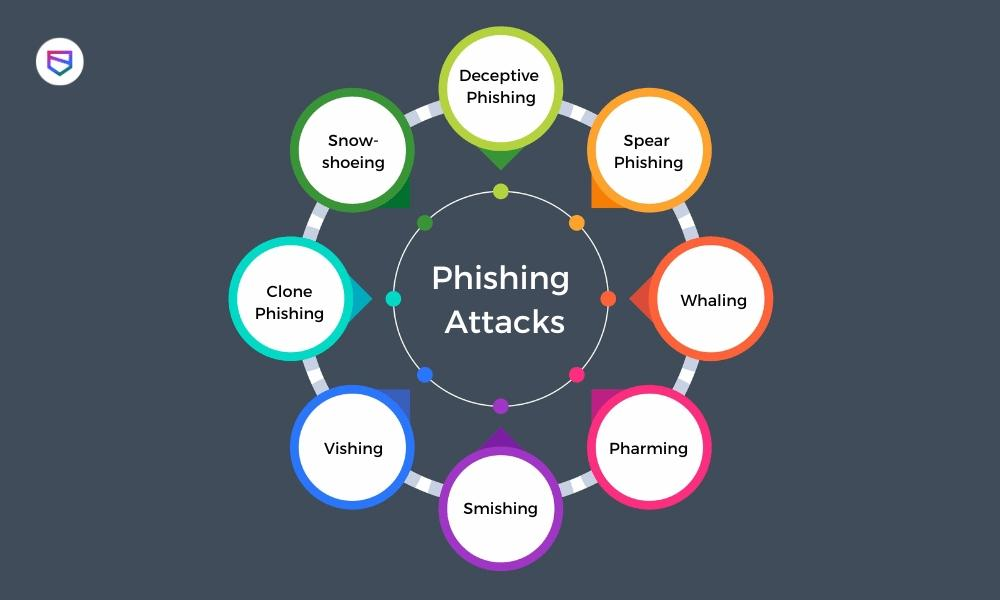 Deceptive
Phishing
Spear
Phishing
Whaling
Pharming
Smishing
Vishing
Clone
Phishing
Snow-
shoeing
Phishing
Attacks